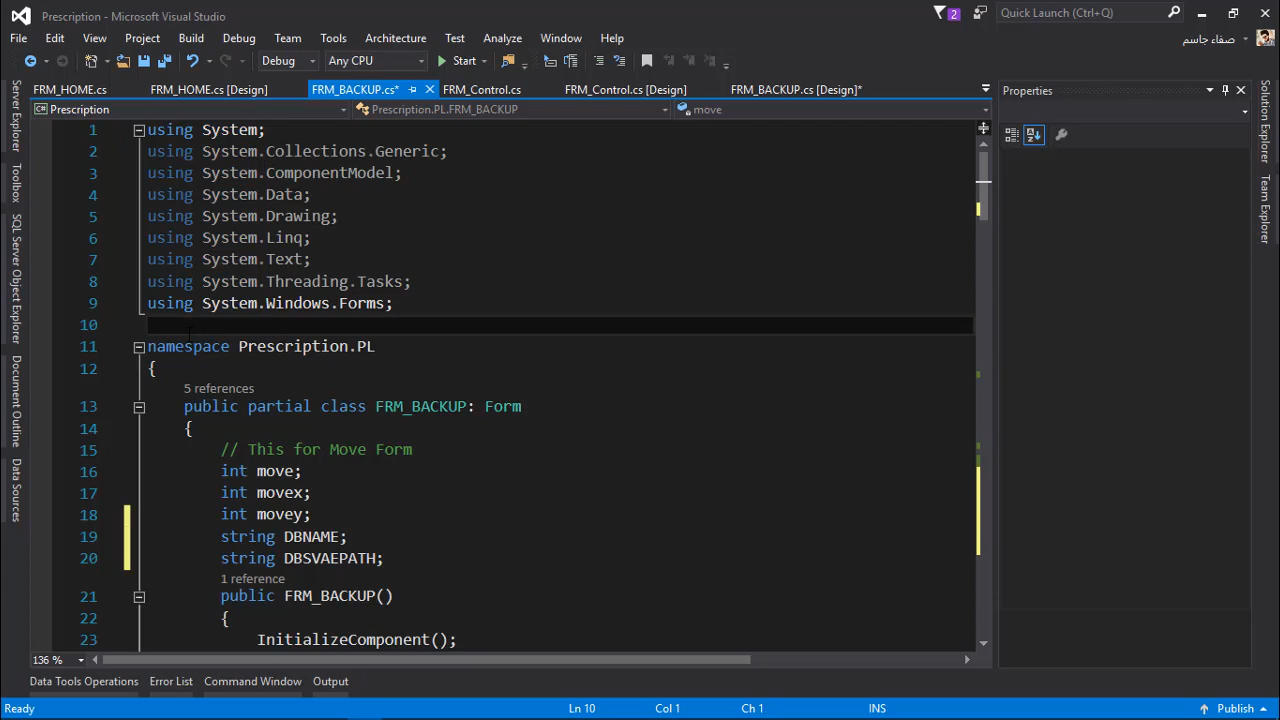 Prescription - Microsoft Visual Studio
2
Quick Launch (Ctrl+Q)
File Edit View Project Build Debug Team Tools Architecture Test Analyze Window Help
صفاء جاسم
Debug Any CPU Start
FRM_HOME.cs FRM_HOME.cs [Design] FRM_BACKUP.cs* FRM_Control.cs FRM_Control.cs [Design] FRM_BACKUP.cs [Design]*
Prescription Prescription.PL.FRM_BACKUP move
Properties
Server Explorer
Toolbox
SQL Server Object Explorer
Document Outline
Data Sources
Solution Explorer
Team Explorer
1 using System;
2 using System.Collections.Generic;
3 using System.ComponentModel;
4 using System.Data;
5 using System.Drawing;
6 using System.Linq;
7 using System.Text;
8 using System.Threading.Tasks;
9 using System.Windows.Forms;
10
11 namespace Prescription.PL
12 {
5 references
13 public partial class FRM_BACKUP: Form
14 {
15 // This for Move Form
16 int move;
17 int movex;
18 int movey;
19 string DBNAME;
20 string DBSVAEPATH;
1 reference
21 public FRM_BACKUP()
22 {
23 InitializeComponent();
136 %
Data Tools Operations Error List Command Window Output
Ready Ln 10 Col 1 Ch 1 INS Publish